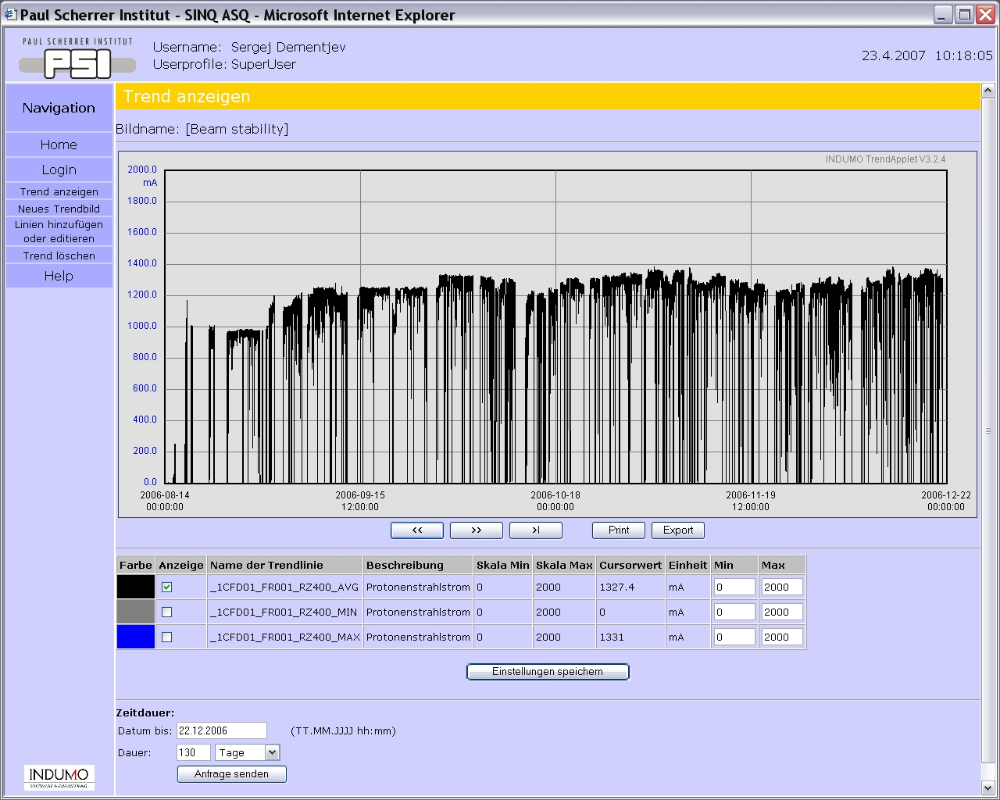 Paul Scherrer Institut - SINQ ASQ - Microsoft Internet Explorer
PAUL SCHERRER INSTITUT
PSI
Username: Sergej Dementjev
Userprofile: SuperUser
23.4.2007 10:18:05
Navigation
Home
Login
Trend anzeigen
Neues Trendbild
Linien hinzufügen
oder editieren
Trend löschen
Help
Trend anzeigen
Bildname: [Beam stability]
INDUMO TrendApplet V3.2.4
2000.0
mA
1800.0
1600.0
1400.0
1200.0
1000.0
800.0
600.0
400.0
200.0
0.0
2006-08-14 2006-09-15 2006-10-18 2006-11-19 2006-12-22
00:00:00 12:00:00 00:00:00 12:00:00 00:00:00
<< >> >| Print Export
Farbe Anzeige Name der Trendlinie Beschreibung Skala Min Skala Max Cursorwert Einheit Min Max
_1CFD01_FR001_RZ400_AVG Protonenstrahlstrom 0 2000 1327.4 mA 0 2000
_1CFD01_FR001_RZ400_MIN Protonenstrahlstrom 0 2000 0 mA 0 2000
_1CFD01_FR001_RZ400_MAX Protonenstrahlstrom 0 2000 1331 mA 0 2000
Einstellungen speichern
Zeitdauer:
Datum bis: 22.12.2006 (TT.MM.JJJJ hh:mm)
Dauer: 130 Tage
Anfrage senden
INDUMO
SOFTWARE & ENGINEERING